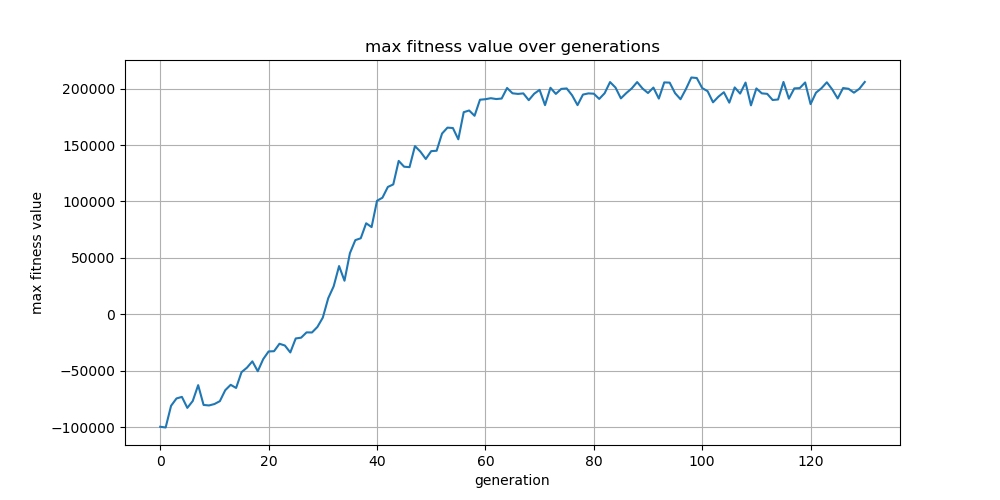 max fitness value over generations
200000
150000
100000
50000
0
−50000
−100000
max fitness value
0 20 40 60 80 100 120
generation